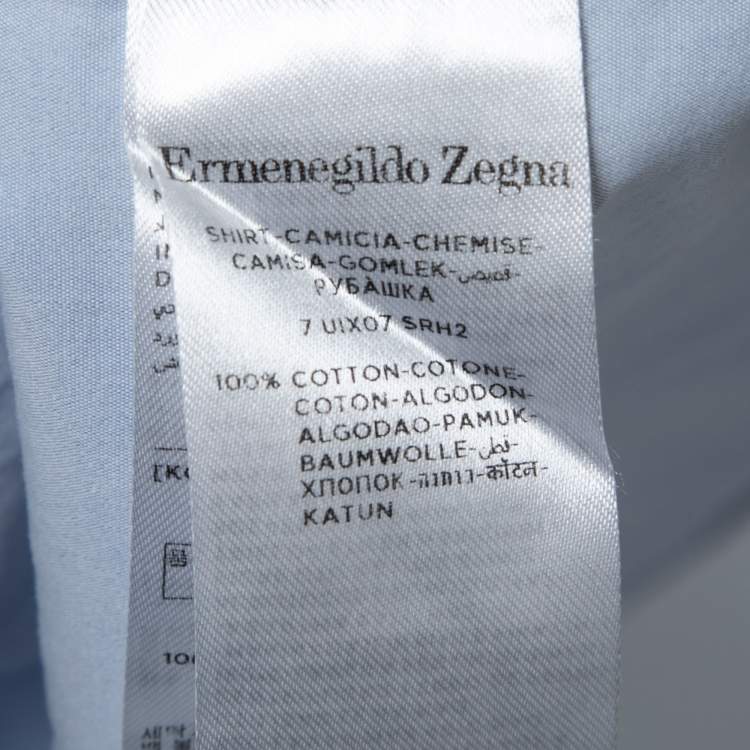 Ermenegildo Zegna
SHIRT-CAMICIA-CHEMISE-
CAMISA-GOMLEK-قميص-
РУБАШКА
7 UIX07 SRH2
100% COTTON-COTONE-
COTON-ALGODON-
ALGODAO-PAMUK-
BAUMWOLLE-قطن-
ХЛОПОК-כותנה-कॉटन-
KATUN